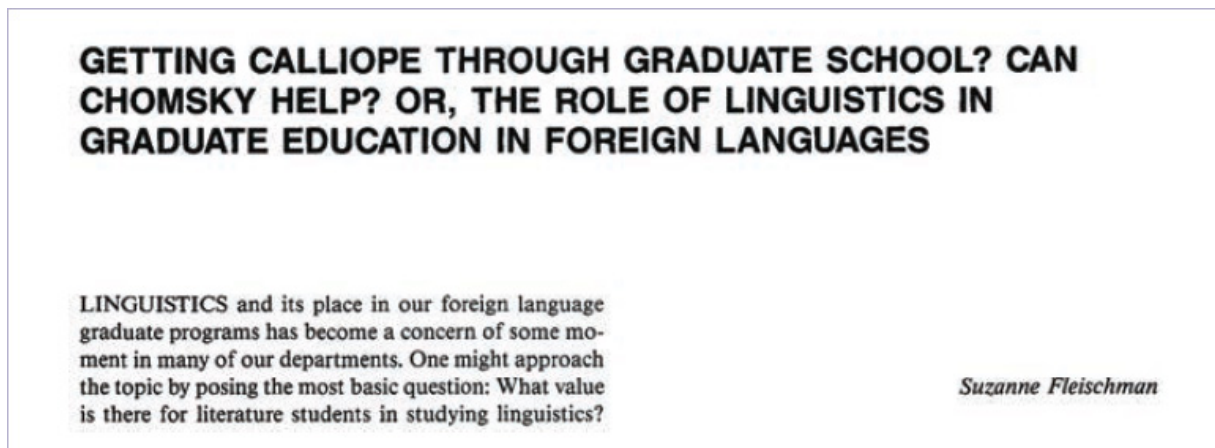 GETTING CALLIOPE THROUGH GRADUATE SCHOOL? CAN
CHOMSKY HELP? OR, THE ROLE OF LINGUISTICS IN
GRADUATE EDUCATION IN FOREIGN LANGUAGES
LINGUISTICS and its place in our foreign language
graduate programs has become a concern of some mo-
ment in many of our departments. One might approach
the topic by posing the most basic question: What value
is there for literature students in studying linguistics?
Suzanne Fleischman